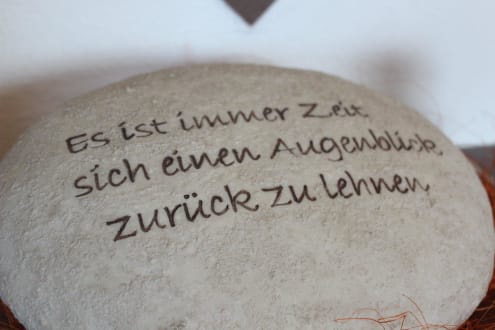 Es ist immer Zeit
sich einen Augenblick
zurück zu lehnen